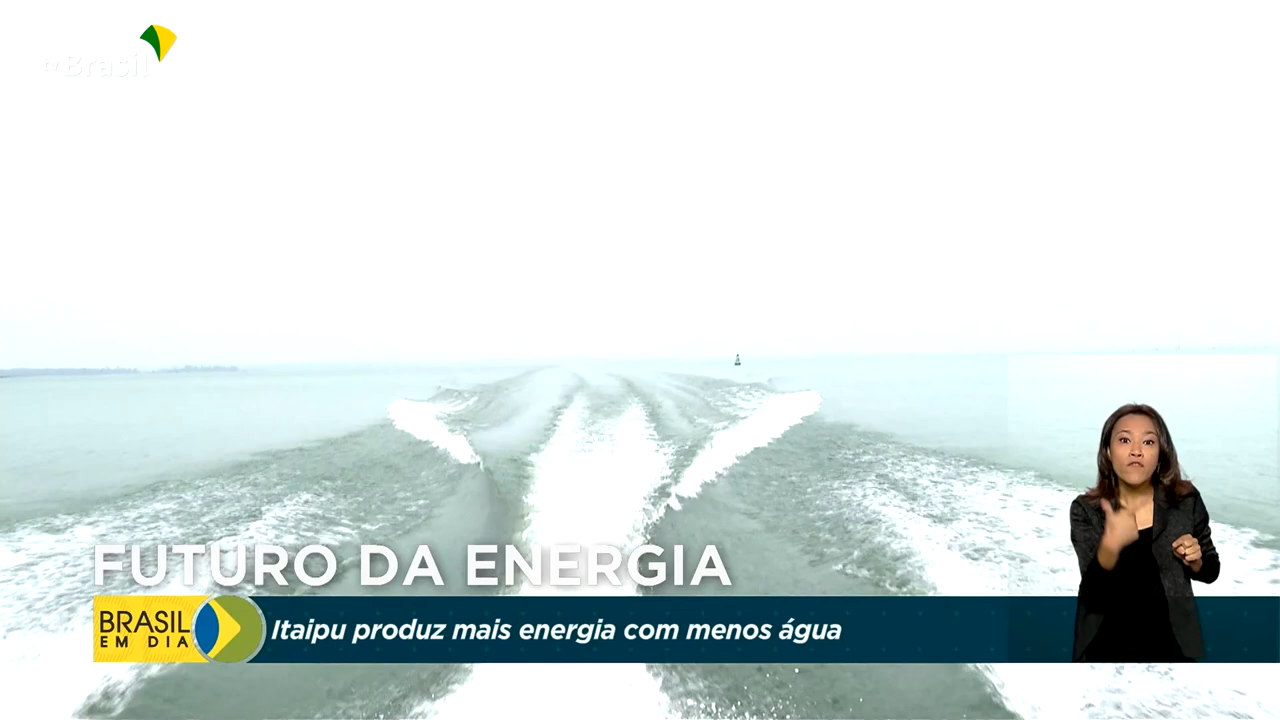 tv Brasil
FUTURO DA ENERGIA
BRASIL
EM DIA
Itaipu produz mais energia com menos água